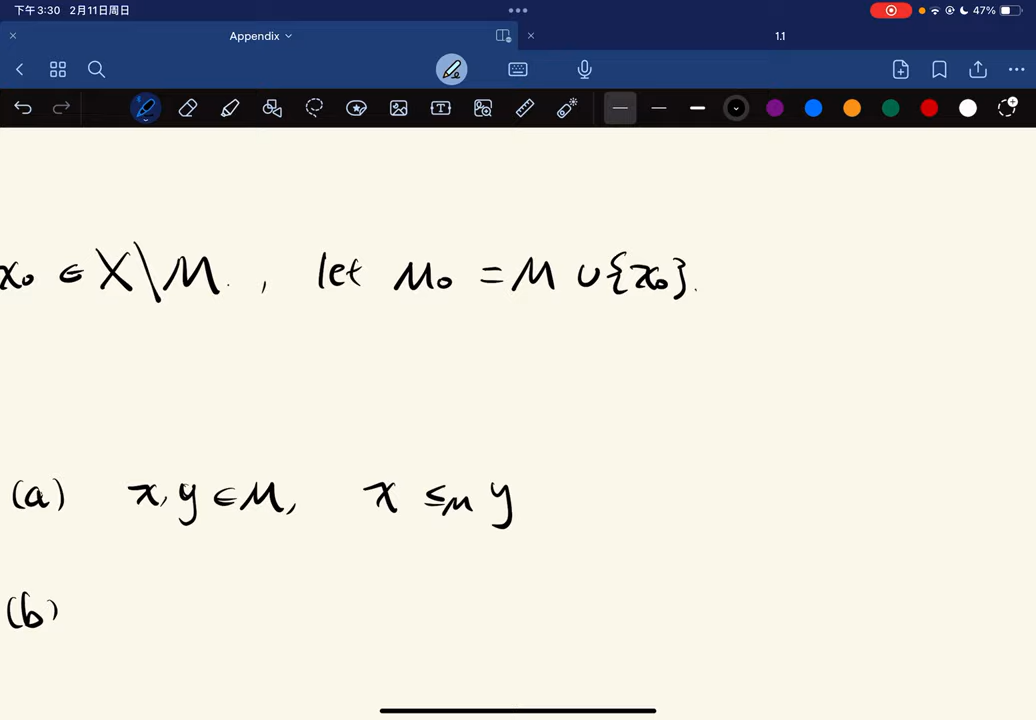 下午3:30 2月11日周日 47%
Appendix 1.1
x₀ ∈ X\M. , let M₀ = M ∪ {x₀}.
(a) x, y ∈ M, x ≤_M y
(b)